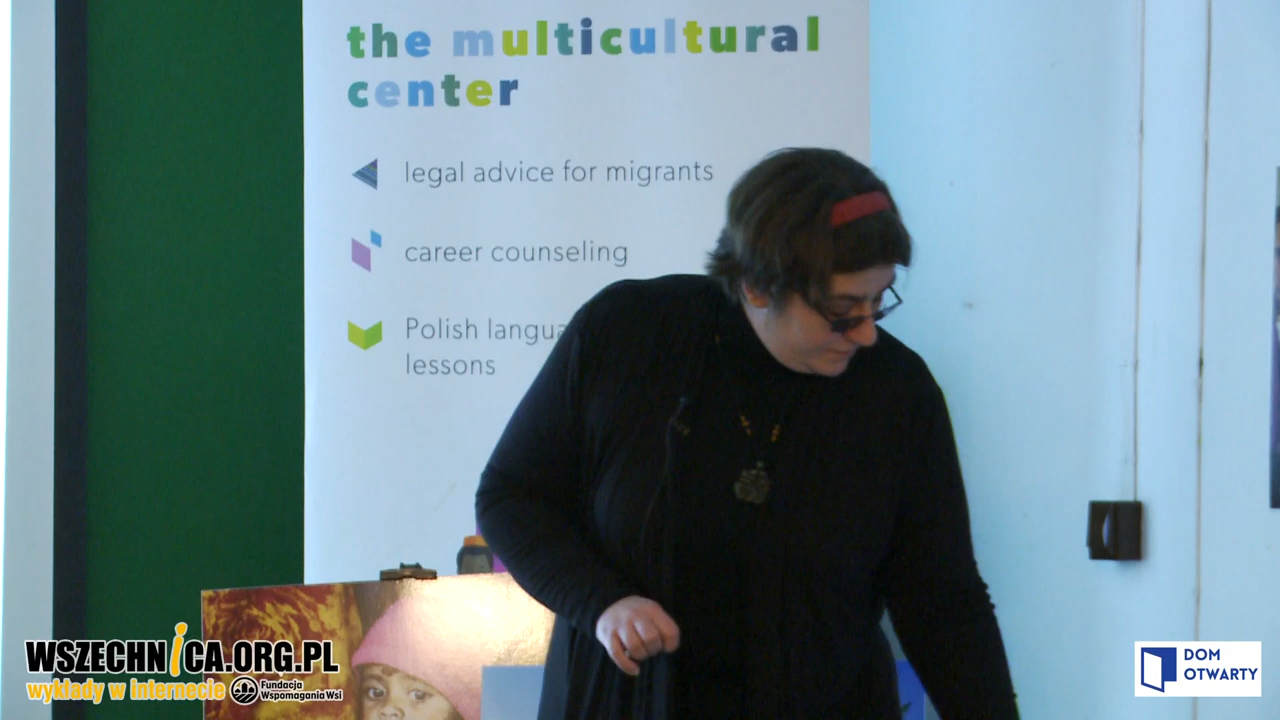 the multicultural
center
legal advice for migrants
career counseling
Polish langua
lessons
WSZECHNICA.ORG.PL
wykłady w internecie
Fundacja
Wspomagania Wsi
DOM
OTWARTY